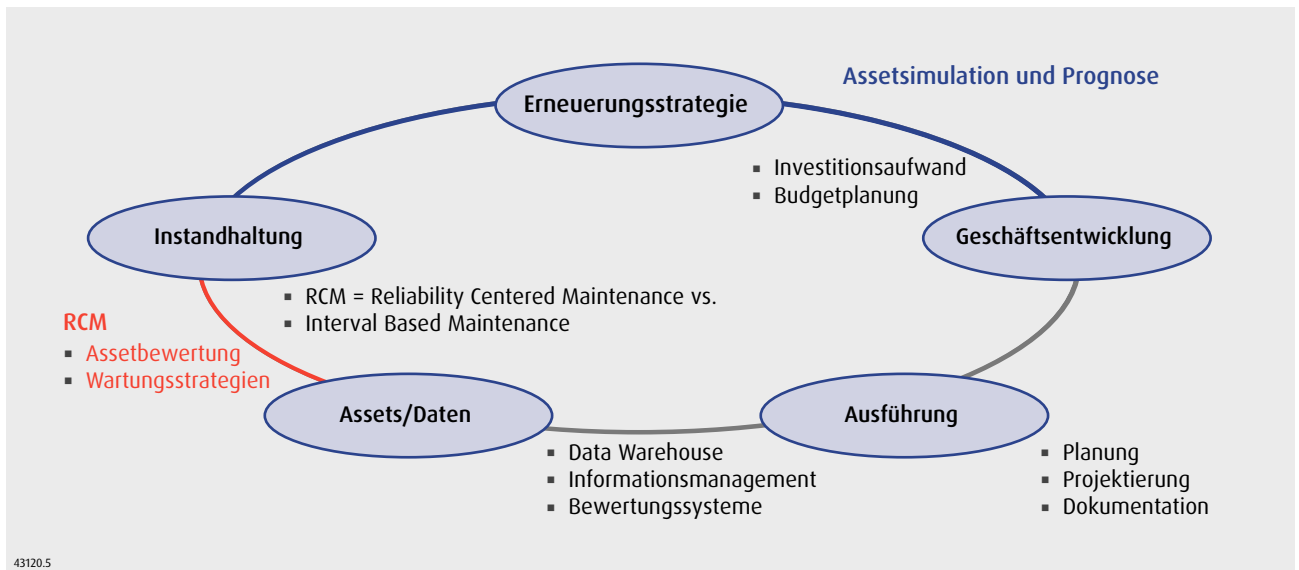 Assetsimulation und Prognose
Erneuerungsstrategie
▪ Investitionsaufwand
▪ Budgetplanung
Instandhaltung
Geschäftsentwicklung
▪ RCM = Reliability Centered Maintenance vs.
▪ Interval Based Maintenance
RCM
▪ Assetbewertung
▪ Wartungsstrategien
Assets/Daten
Ausführung
▪ Data Warehouse
▪ Informationsmanagement
▪ Bewertungssysteme
▪ Planung
▪ Projektierung
▪ Dokumentation
43120.5